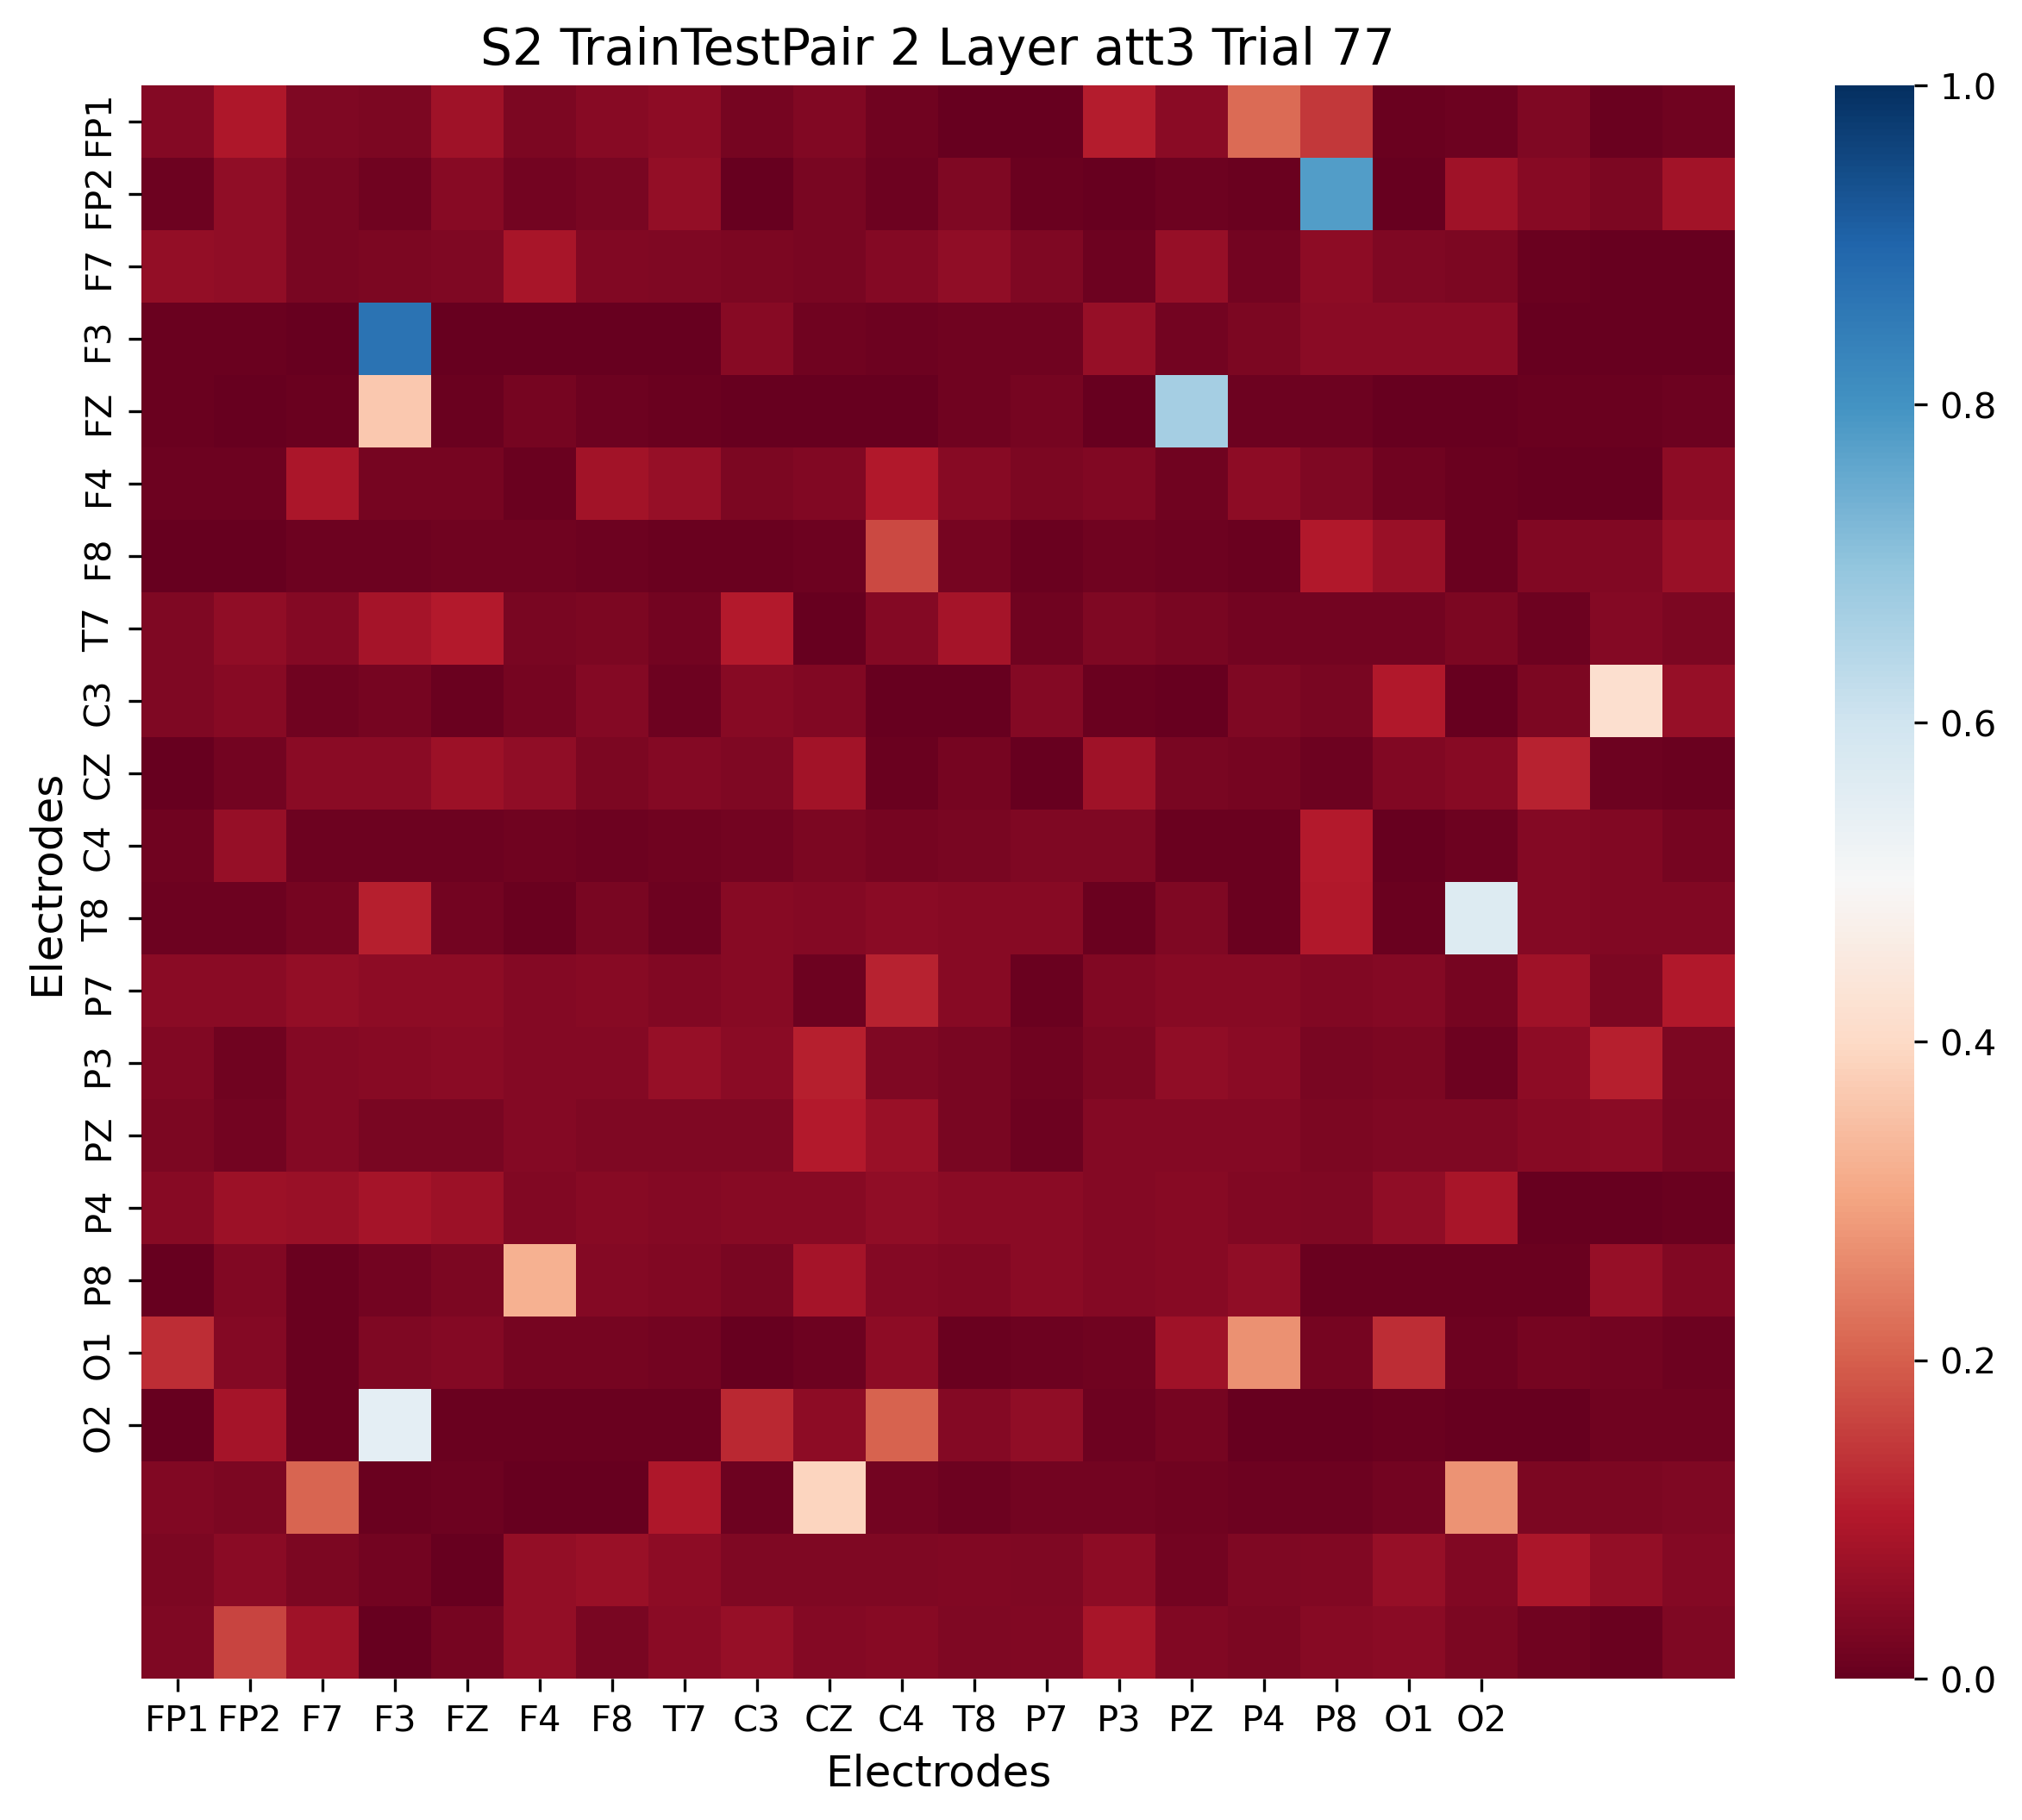 S2 TrainTestPair 2 Layer att3 Trial 77
Electrodes
FP1
FP2
F7
F3
FZ
F4
F8
T7
C3
CZ
C4
T8
P7
P3
PZ
P4
P8
O1
O2
FP1 FP2 F7 F3 FZ F4 F8 T7 C3 CZ C4 T8 P7 P3 PZ P4 P8 O1 O2
Electrodes
1.0
0.8
0.6
0.4
0.2
0.0